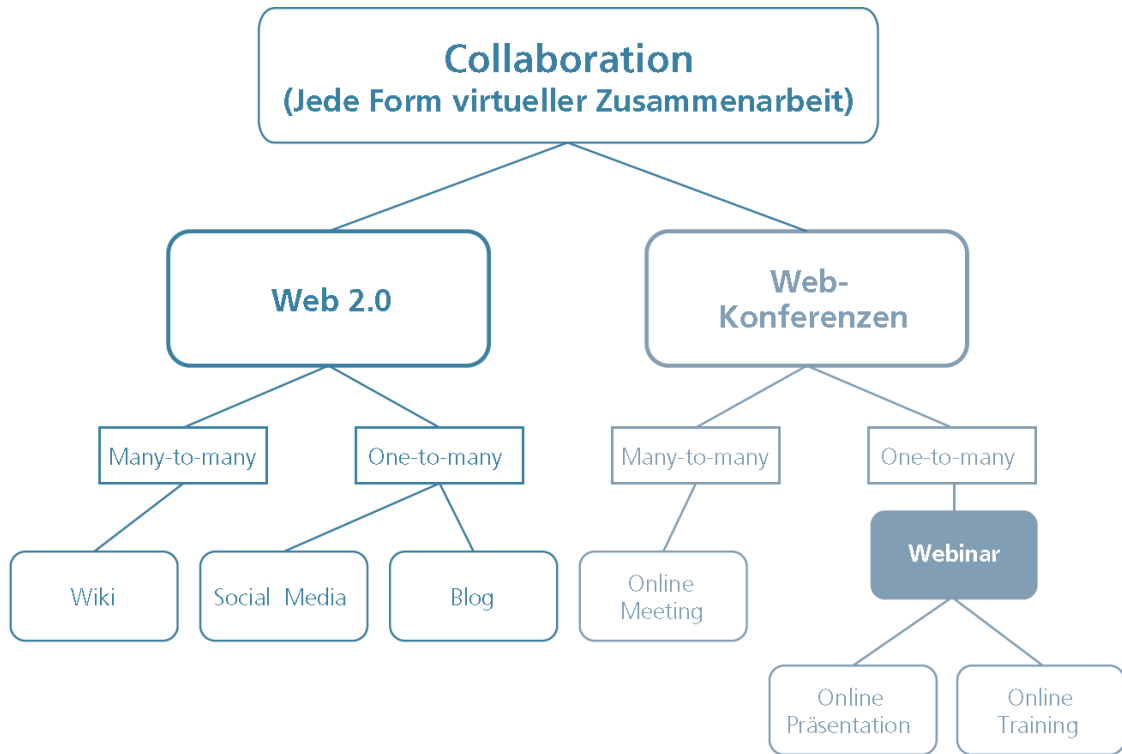 Collaboration
(Jede Form virtueller Zusammenarbeit)
Web 2.0
Web-
Konferenzen
Many-to-many
One-to-many
Many-to-many
One-to-many
Wiki
Social Media
Blog
Online
Meeting
Webinar
Online
Präsentation
Online
Training